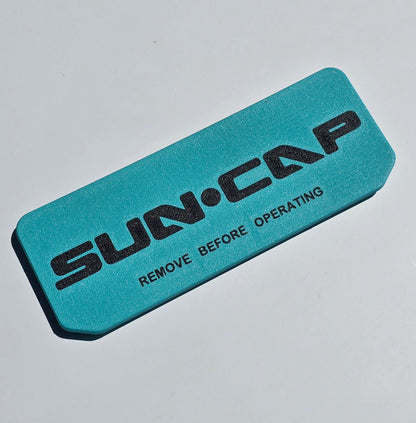 SUN•CAP
REMOVE BEFORE OPERATING